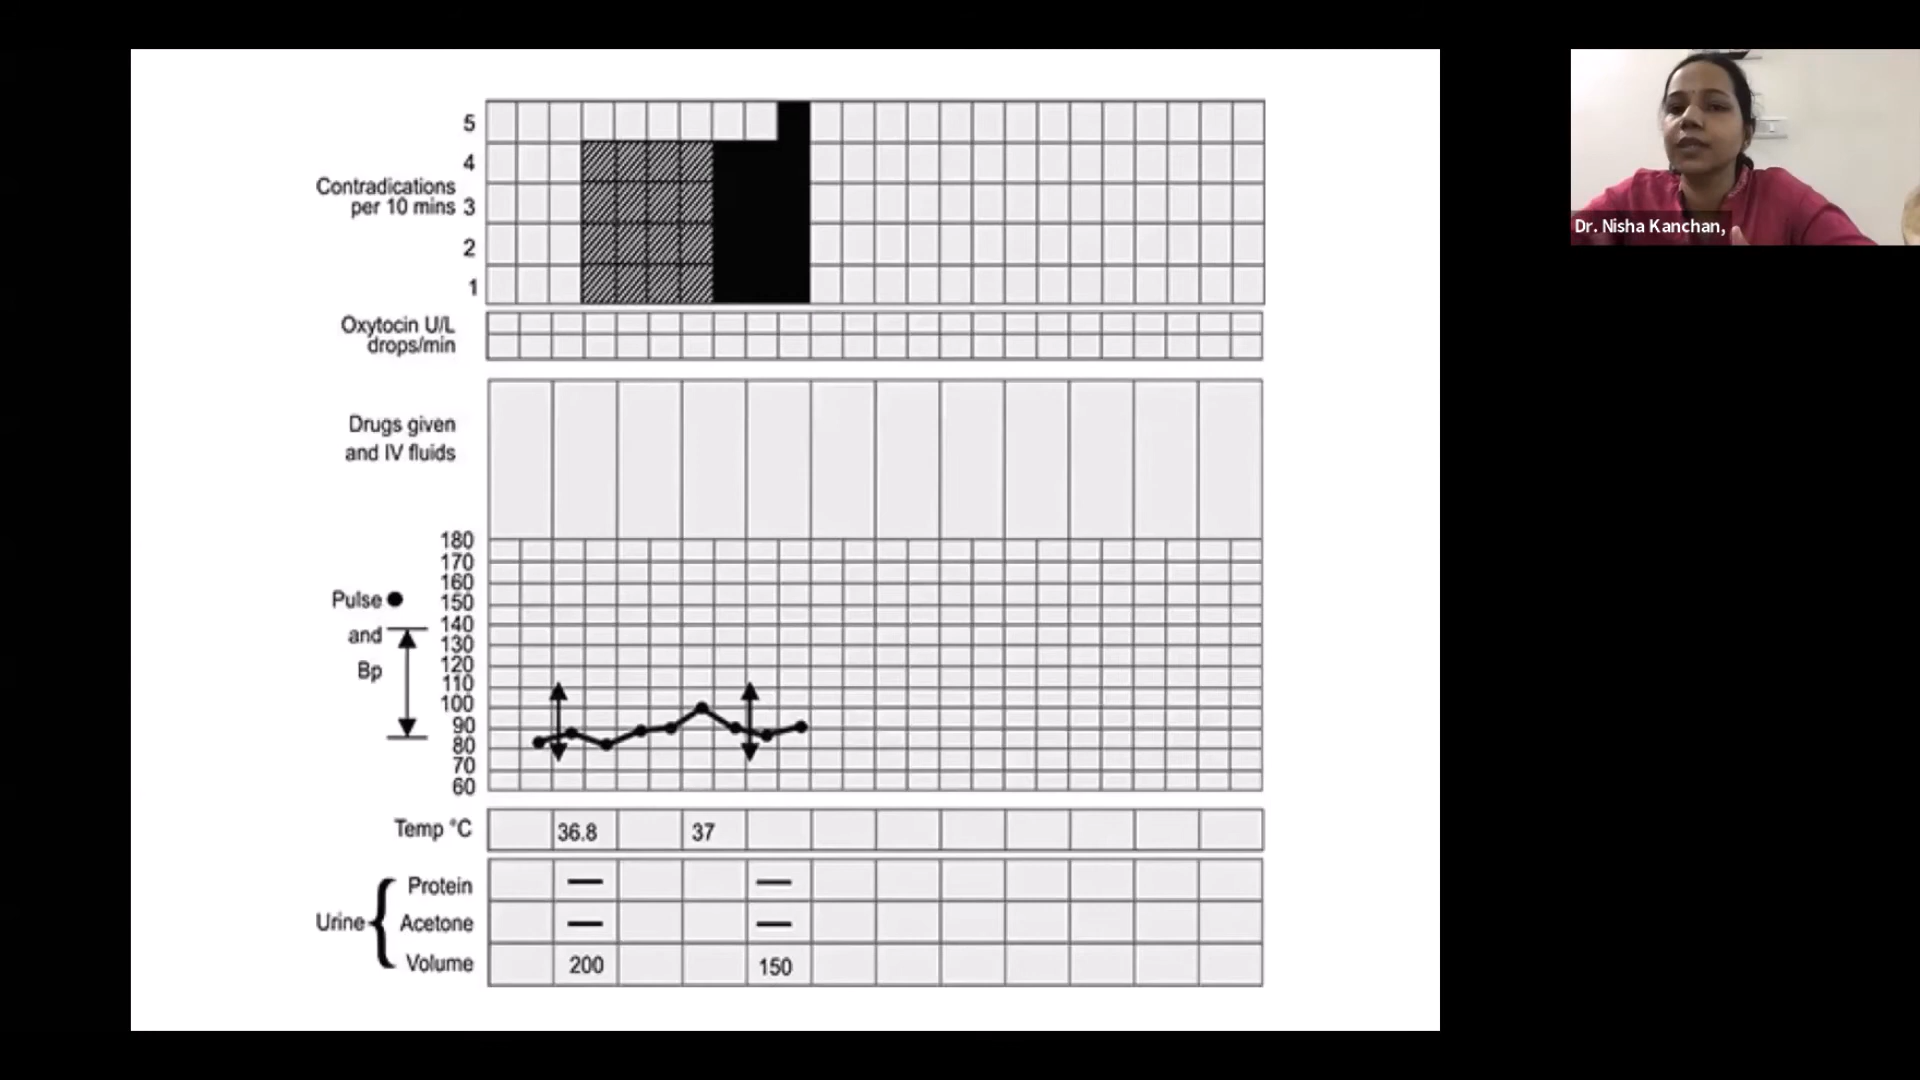 5
4
Contradications
per 10 mins 3
2
1
Oxytocin U/L
drops/min
Drugs given
and IV fluids
180
170
160
Pulse 150
140
and 130
120
Bp 110
100
90
80
70
60
Temp °C 36.8 37
Protein — —
Urine { Acetone — —
Volume 200 150
Dr. Nisha Kanchan,